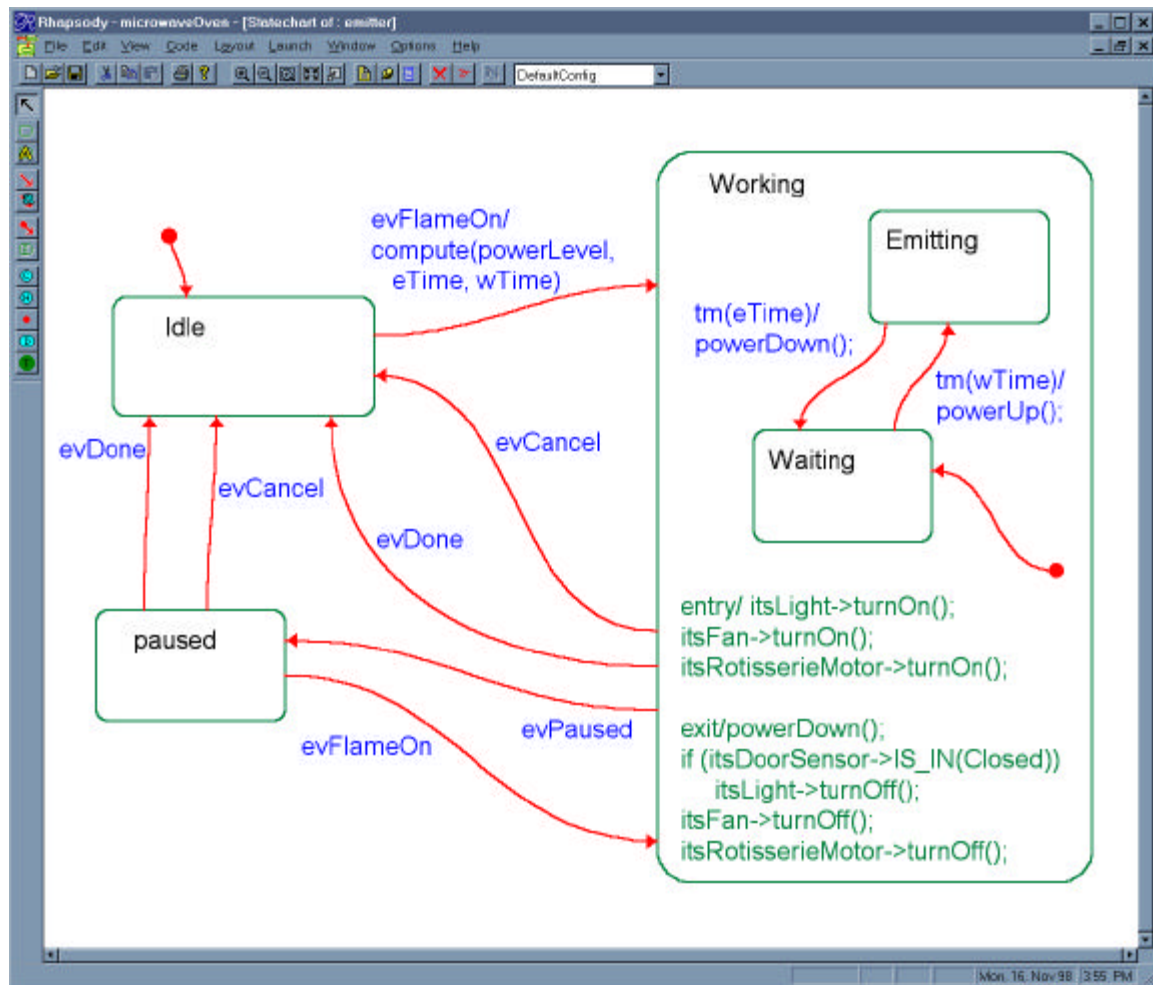 Rhapsody - microwaveOven - [Statechart of : emitter]
File Edit View Code Layout Launch Window Options Help
DefaultConfig
Working
evFlameOn/
compute(powerLevel,
eTime, wTime)
Emitting
Idle
tm(eTime)/
powerDown();
tm(wTime)/
powerUp();
evDone
evCancel
evCancel
Waiting
evDone
entry/ itsLight->turnOn();
itsFan->turnOn();
itsRotisserieMotor->turnOn();
paused
evPaused
evFlameOn
exit/powerDown();
if (itsDoorSensor->IS_IN(Closed))
itsLight->turnOff();
itsFan->turnOff();
itsRotisserieMotor->turnOff();
Mon, 16, Nov 98 3:55 PM